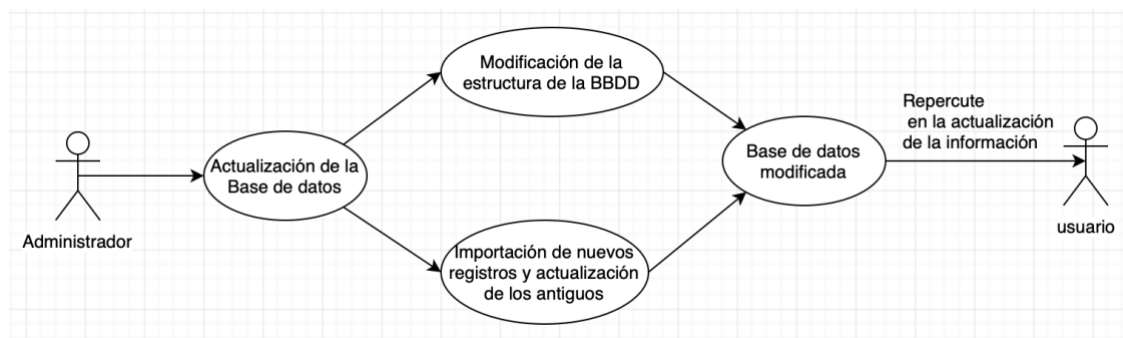 Administrador
Actualización de la
Base de datos
Modificación de la
estructura de la BBDD
Importación de nuevos
registros y actualización
de los antiguos
Base de datos
modificada
Repercute
en la actualización
de la información
usuario